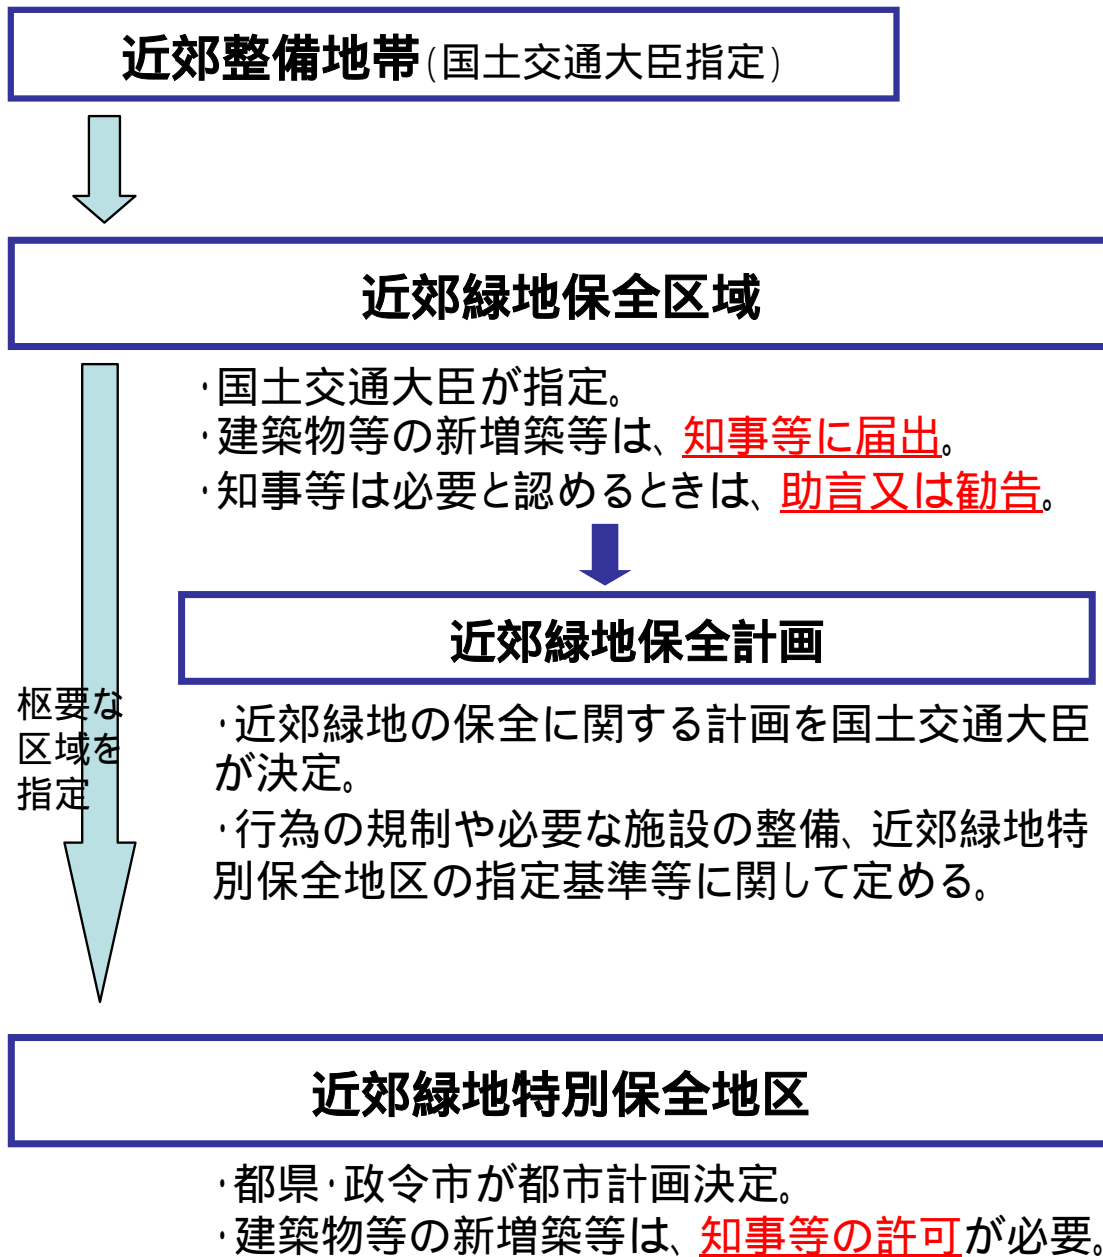 近郊整備地帯(国土交通大臣指定)
近郊緑地保全区域
・国土交通大臣が指定。
・建築物等の新増築等は、知事等に届出。
・知事等は必要と認めるときは、助言又は勧告。
近郊緑地保全計画
枢要な
区域を
指定
・近郊緑地の保全に関する計画を国土交通大臣
が決定。
・行為の規制や必要な施設の整備、近郊緑地特
別保全地区の指定基準等に関して定める。
近郊緑地特別保全地区
・都県・政令市が都市計画決定。
・建築物等の新増築等は、知事等の許可が必要。